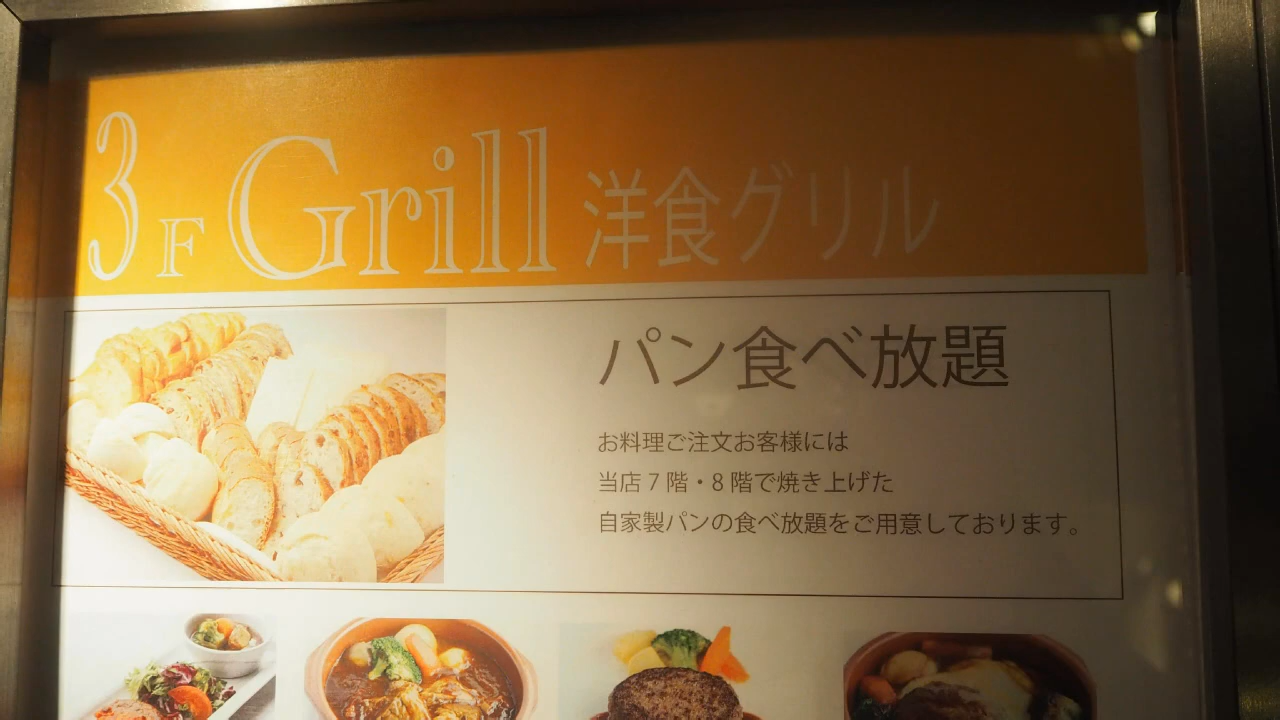 3F Grill 洋食グリル
パン食べ放題
お料理ご注文お客様には
当店7階・8階で焼き上げた
自家製パンの食べ放題をご用意しております。